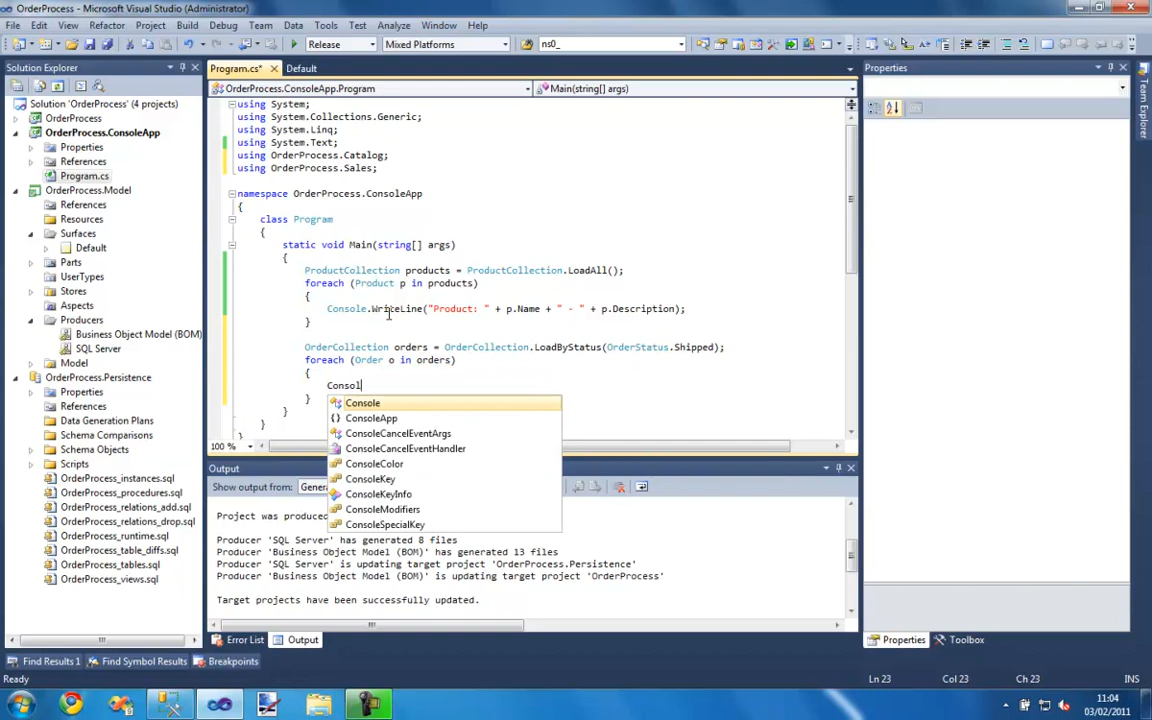 OrderProcess - Microsoft Visual Studio (Administrator)
File Edit View Refactor Project Build Debug Team Data Tools Test Analyze Window Help
Release Mixed Platforms ns0_
Solution Explorer
Solution 'OrderProcess' (4 projects)
OrderProcess
OrderProcess.ConsoleApp
Properties
References
Program.cs
OrderProcess.Model
References
Resources
Surfaces
Default
Parts
UserTypes
Stores
Aspects
Producers
Business Object Model (BOM)
SQL Server
Model
OrderProcess.Persistence
Properties
References
Data Generation Plans
Schema Comparisons
Schema Objects
Scripts
OrderProcess_instances.sql
OrderProcess_procedures.sql
OrderProcess_relations_add.sql
OrderProcess_relations_drop.sql
OrderProcess_runtime.sql
OrderProcess_table_diffs.sql
OrderProcess_tables.sql
OrderProcess_views.sql
Program.cs* Default
OrderProcess.ConsoleApp.Program Main(string[] args)
using System;
using System.Collections.Generic;
using System.Linq;
using System.Text;
using OrderProcess.Catalog;
using OrderProcess.Sales;
namespace OrderProcess.ConsoleApp
{
class Program
{
static void Main(string[] args)
{
ProductCollection products = ProductCollection.LoadAll();
foreach (Product p in products)
{
Console.WriteLine("Product: " + p.Name + " - " + p.Description);
}
OrderCollection orders = OrderCollection.LoadByStatus(OrderStatus.Shipped);
foreach (Order o in orders)
{
Consol
}
}
}
Console
ConsoleApp
ConsoleCancelEventArgs
ConsoleCancelEventHandler
ConsoleColor
ConsoleKey
ConsoleKeyInfo
ConsoleModifiers
ConsoleSpecialKey
100 %
Output
Show output from: Gener
Project was produce
Producer 'SQL Server' has generated 8 files
Producer 'Business Object Model (BOM)' has generated 13 files
Producer 'SQL Server' is updating target project 'OrderProcess.Persistence'
Producer 'Business Object Model (BOM)' is updating target project 'OrderProcess'
Target projects have been successfully updated.
Error List Output
Properties
Properties Toolbox
Team Explorer
Find Results 1 Find Symbol Results Breakpoints
Ready Ln 23 Col 23 Ch 23 INS
11:04
03/02/2011